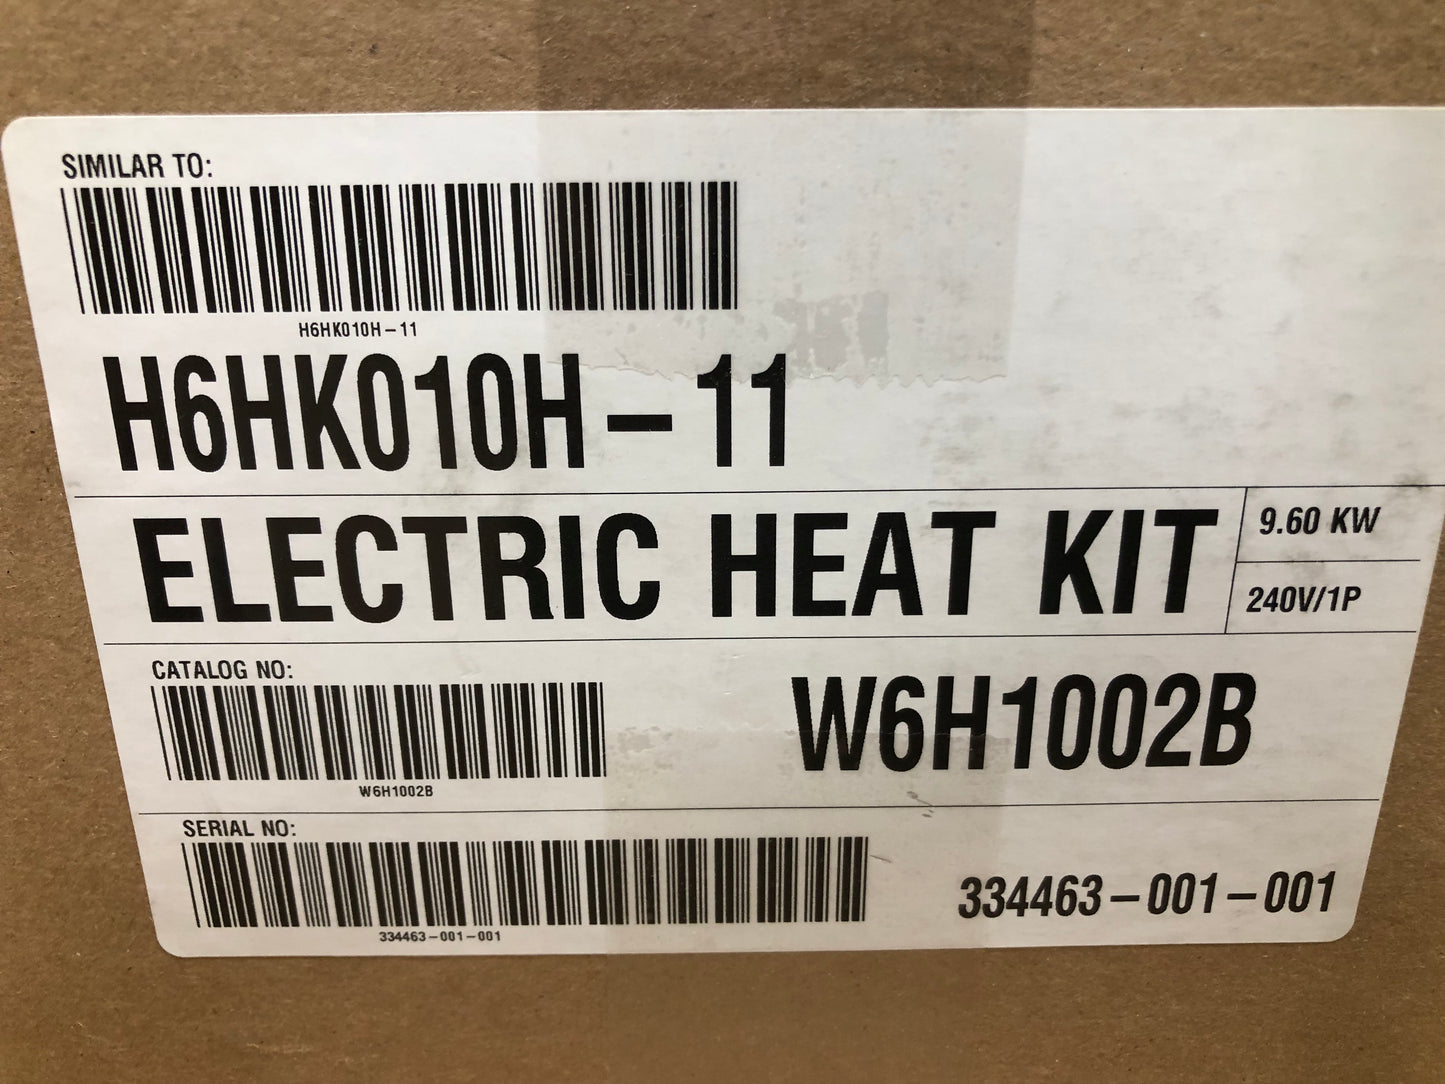 SIMILAR TO:
H6HK010H-11
H6HK010H-11
ELECTRIC HEAT KIT
9.60 KW
240V/1P
CATALOG NO:
W6H1002B
W6H1002B
SERIAL NO:
334463-001-001
334463-001-001